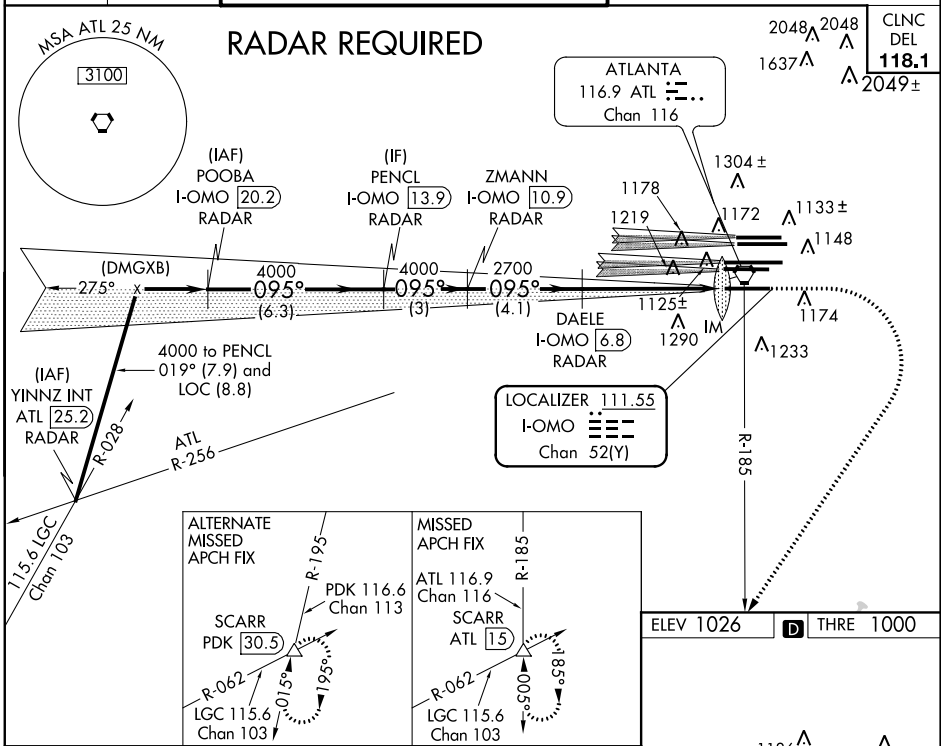 MSA ATL 25 NM
3100
RADAR REQUIRED
2048
2048
1637
2049±
CLNC
DEL
118.1
ATLANTA
116.9 ATL
Chan 116
(IAF)
POOBA
I-OMO 20.2
RADAR
(IF)
PENCL
I-OMO 13.9
RADAR
ZMANN
I-OMO 10.9
RADAR
1304±
1178
1219
1172
1133±
1148
(DMGXB)
275°
X
4000
095°
(6.3)
4000
095°
(3)
2700
095°
(4.1)
1125±
1290
IM
1174
1233
DAELE
I-OMO 6.8
RADAR
4000 to PENCL
019° (7.9) and
LOC (8.8)
(IAF)
YINNZ INT
ATL 25.2
RADAR
R-028
ATL
R-256
115.6 LGC
Chan 103
LOCALIZER 111.55
I-OMO
Chan 52(Y)
R-185
ALTERNATE
MISSED
APCH FIX
R-195
PDK 116.6
Chan 113
SCARR
PDK 30.5
R-062
015°
195°
LGC 115.6
Chan 103
MISSED
APCH FIX
R-185
ATL 116.9
Chan 116
SCARR
ATL 15
R-062
005°
185°
LGC 115.6
Chan 103
ELEV 1026
D
THRE 1000